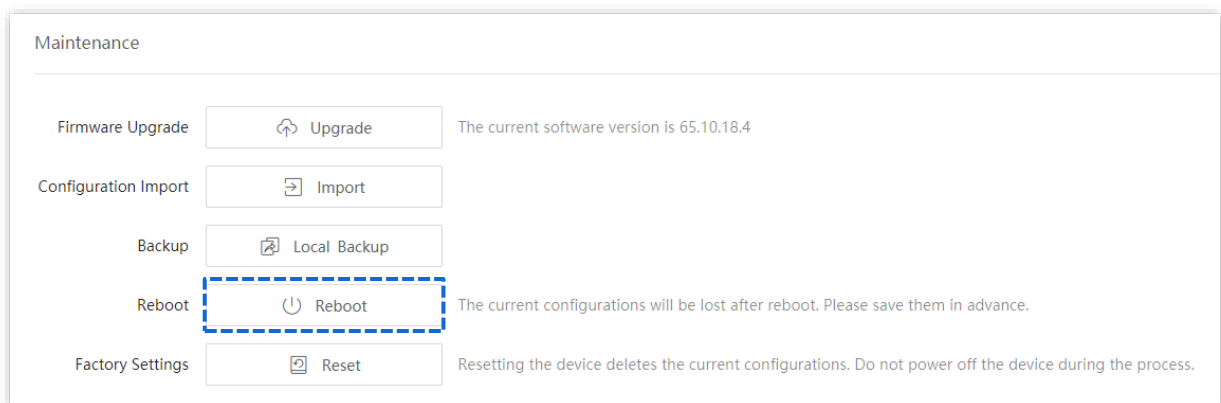 Maintenance
Firmware Upgrade Upgrade The current software version is 65.10.18.4
Configuration Import Import
Backup Local Backup
Reboot Reboot The current configurations will be lost after reboot. Please save them in advance.
Factory Settings Reset Resetting the device deletes the current configurations. Do not power off the device during the process.